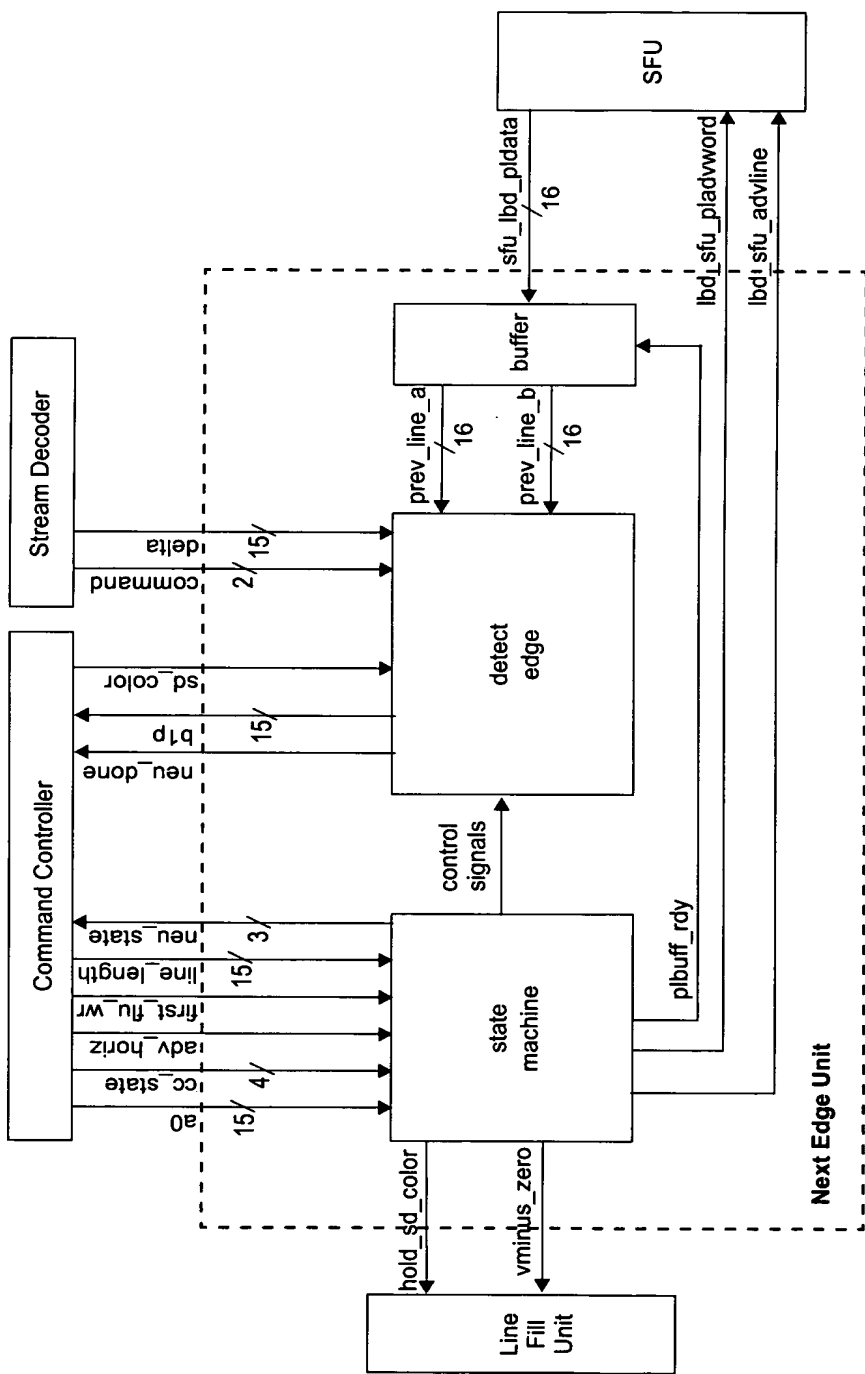 Command Controller
Stream Decoder
a0
15
cc_state
4
adv_horiz
first_flu_wr
line_length
15
neu_state
3
neu_done
b1p
15
sd_color
command
2
delta
15
Line
Fill
Unit
hold_sd_color
vminus_zero
state
machine
control
signals
detect
edge
prev_line_a
16
prev_line_b
16
buffer
sfu_lbd_pldata
16
SFU
plbuff_rdy
lbd_sfu_pladvword
lbd_sfu_advline
Next Edge Unit